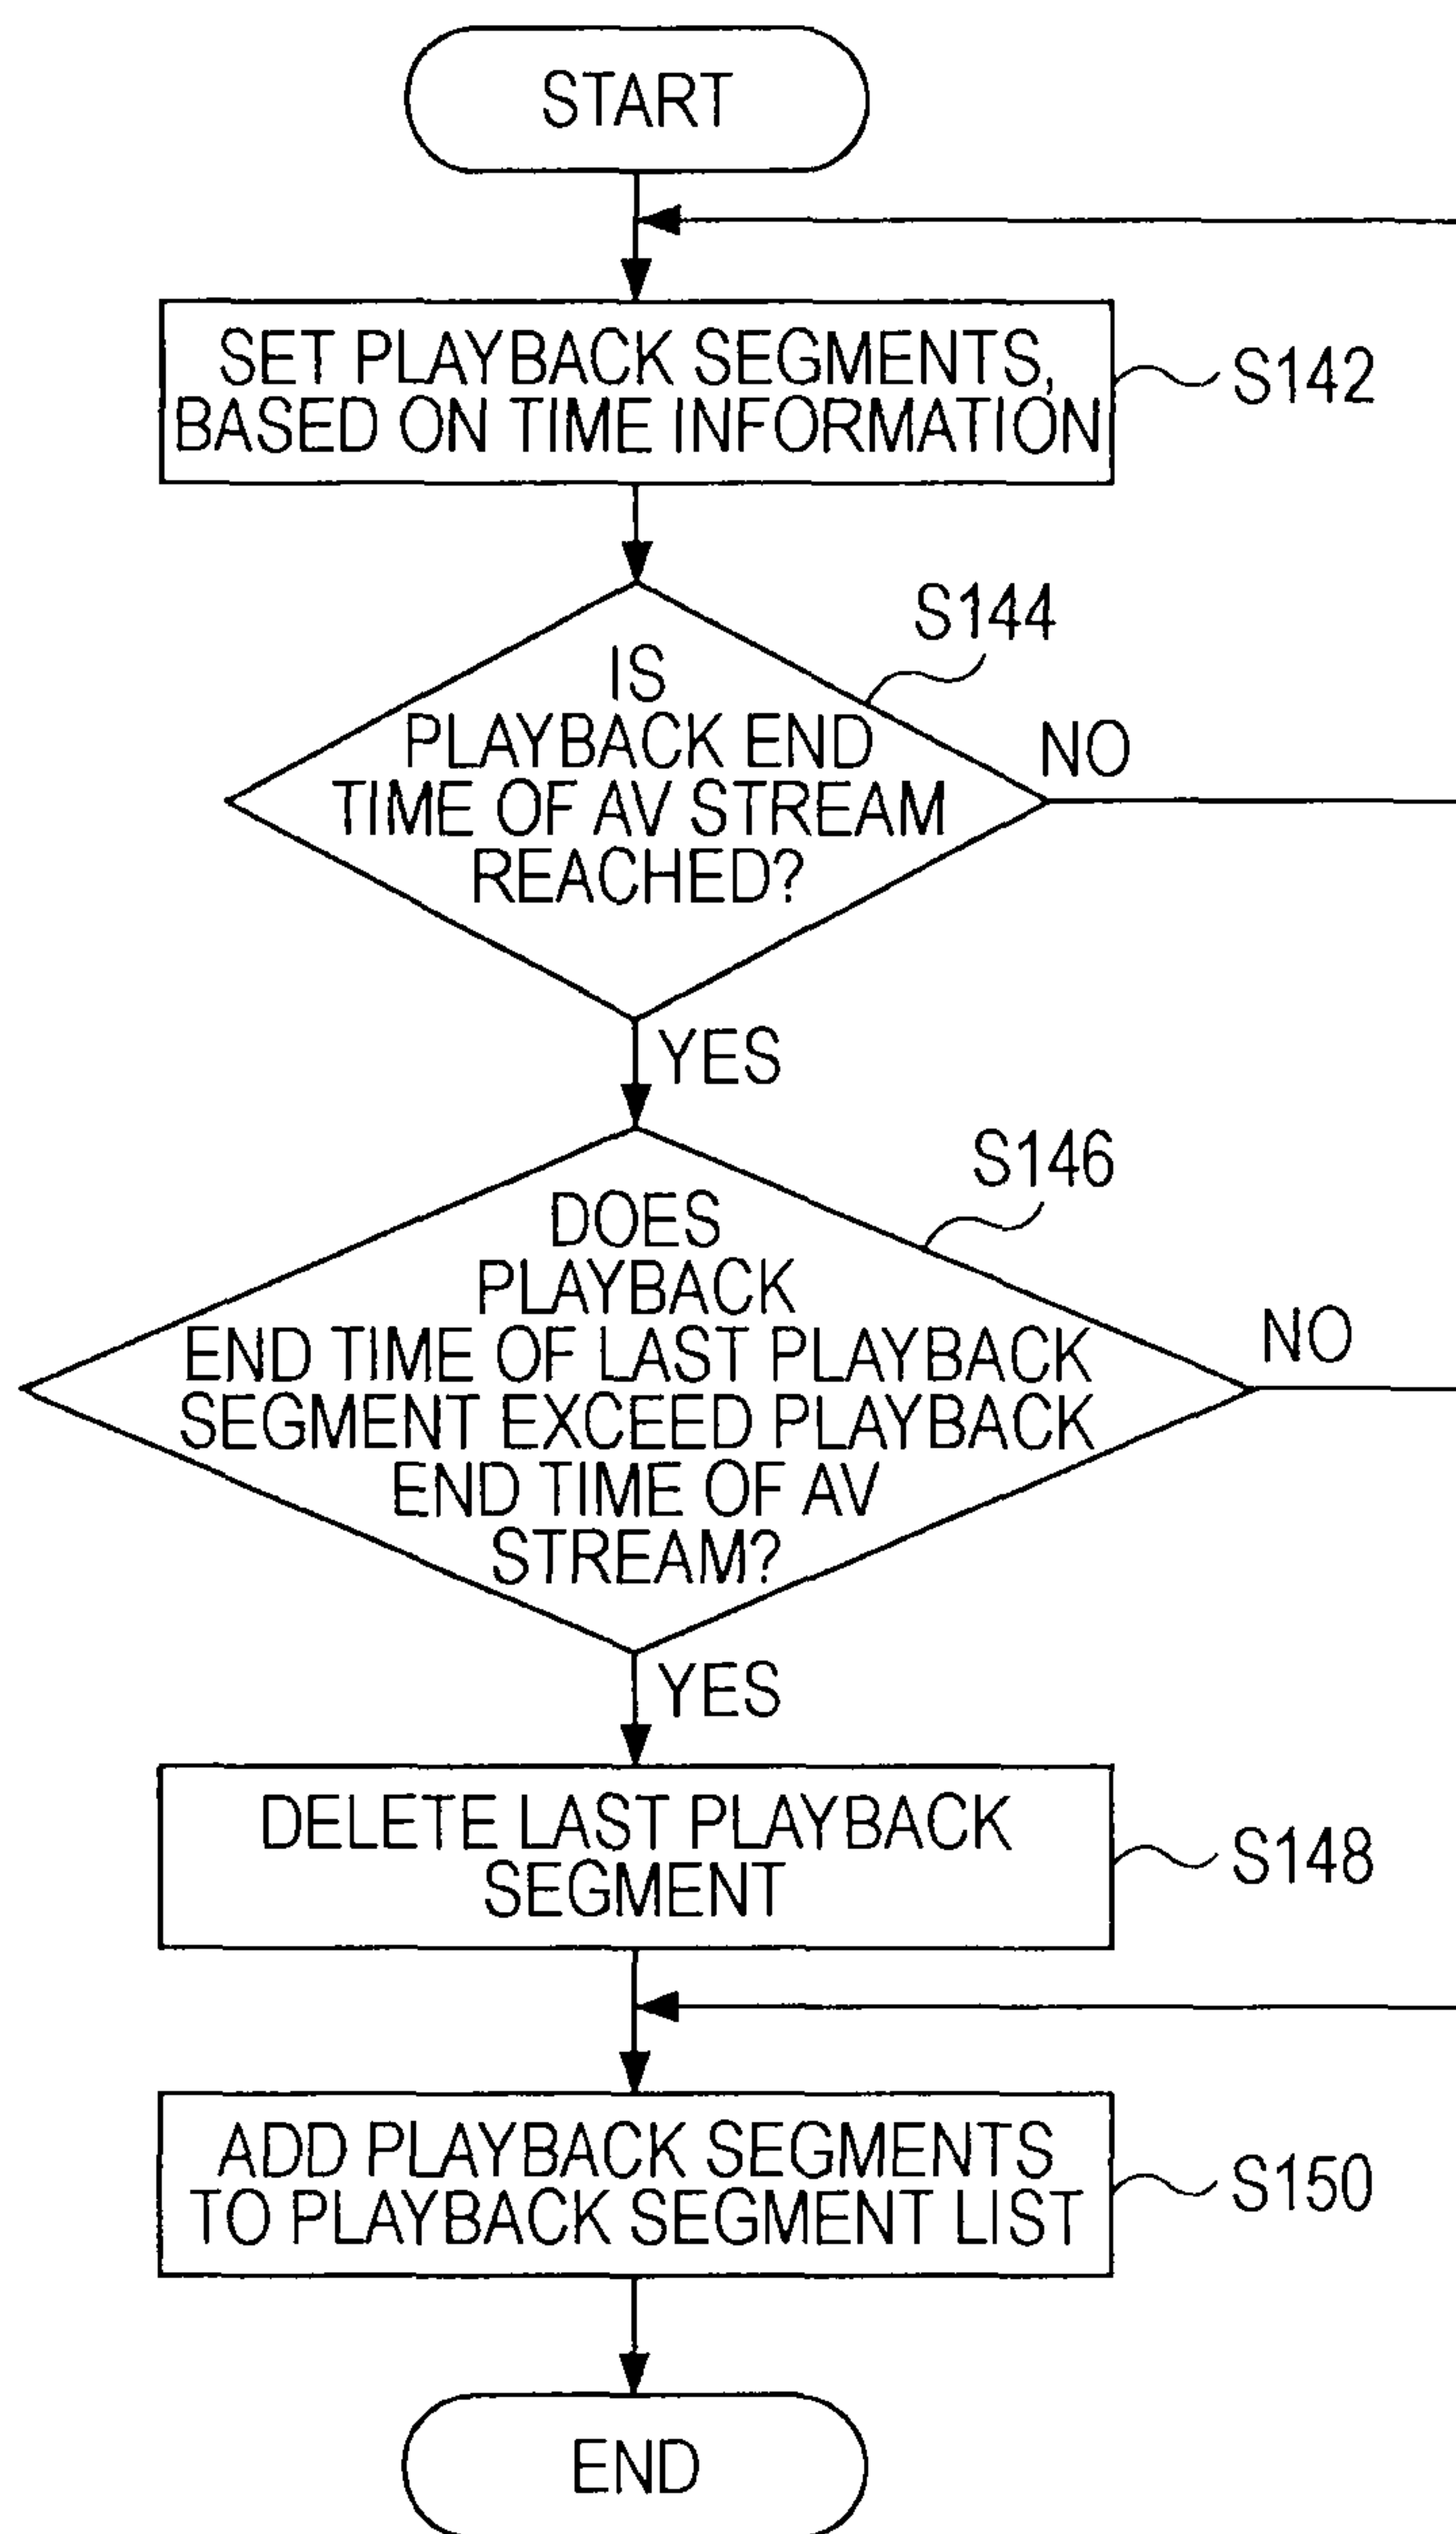 START
SET PLAYBACK SEGMENTS,
BASED ON TIME INFORMATION
S142
S144
IS
PLAYBACK END
TIME OF AV STREAM
REACHED?
NO
YES
S146
DOES
PLAYBACK
END TIME OF LAST PLAYBACK
SEGMENT EXCEED PLAYBACK
END TIME OF AV
STREAM?
NO
YES
DELETE LAST PLAYBACK
SEGMENT
S148
ADD PLAYBACK SEGMENTS
TO PLAYBACK SEGMENT LIST
S150
END